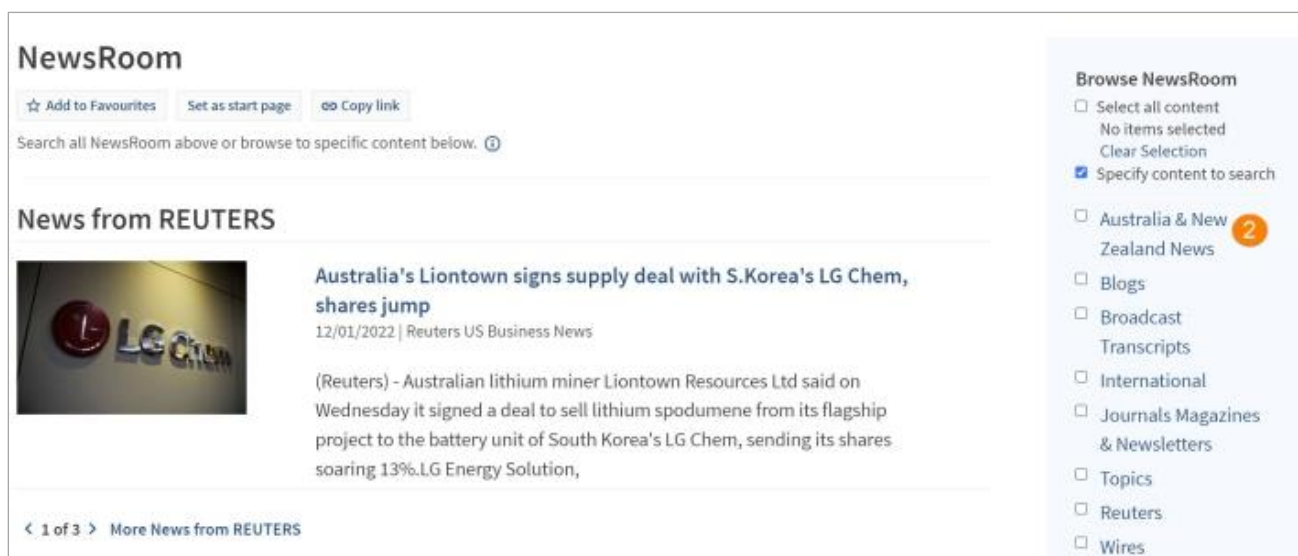 NewsRoom
Add to Favourites Set as start page Copy link
Search all NewsRoom above or browse to specific content below.
News from REUTERS
LG Chem
Australia's Liontown signs supply deal with S.Korea's LG Chem,
shares jump
12/01/2022 | Reuters US Business News
(Reuters) - Australian lithium miner Liontown Resources Ltd said on
Wednesday it signed a deal to sell lithium spodumene from its flagship
project to the battery unit of South Korea's LG Chem, sending its shares
soaring 13%.LG Energy Solution,
< 1 of 3 > More News from REUTERS
Browse NewsRoom
Select all content
No items selected
Clear Selection
Specify content to search
Australia & New
Zealand News
2
Blogs
Broadcast
Transcripts
International
Journals Magazines
& Newsletters
Topics
Reuters
Wires